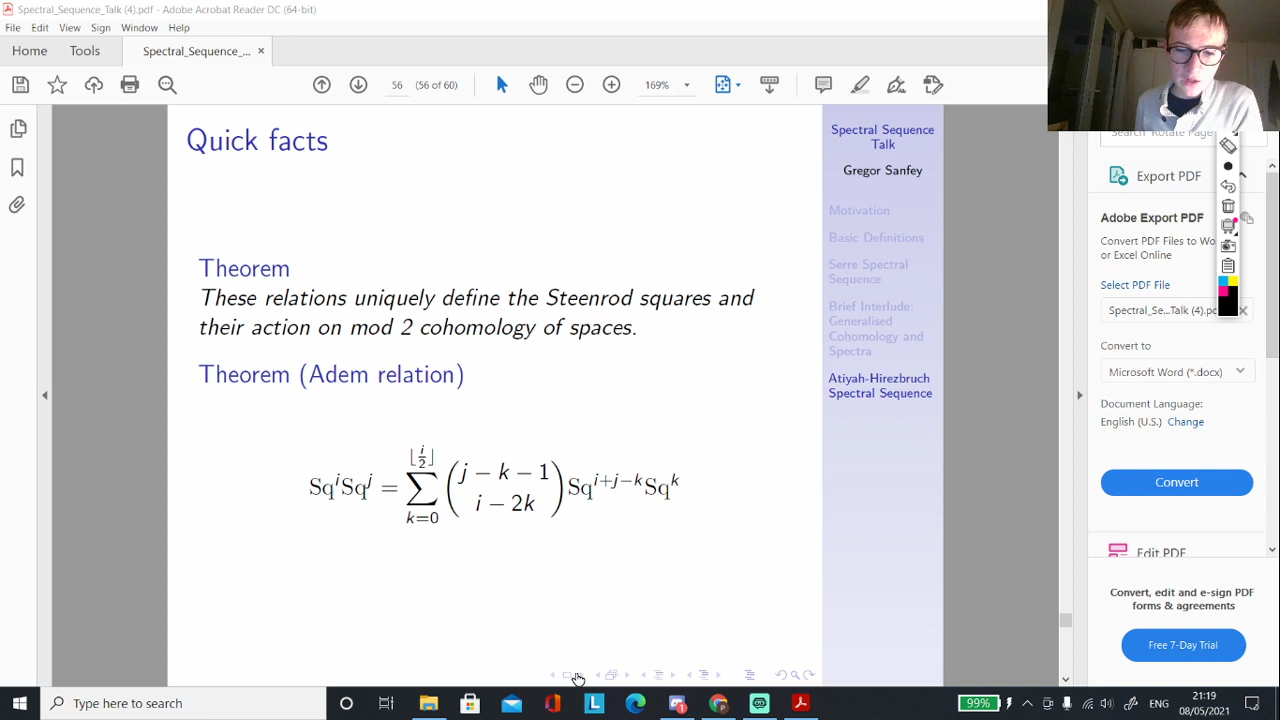 Spectral_Sequence_Talk (4).pdf - Adobe Acrobat Reader DC (64-bit)
File Edit View Sign Window Help
Home Tools Spectral_Sequence_... ×
56 (56 of 60) 169%
Quick facts
Theorem
These relations uniquely define the Steenrod squares and
their action on mod 2 cohomology of spaces.
Theorem (Adem relation)
Sq^i Sq^j = ∑_{k=0}^{⌊i/2⌋} \binom{j − k − 1}{i − 2k} Sq^{i+j−k} Sq^k
Spectral Sequence
Talk
Gregor Sanfey
Motivation
Basic Definitions
Serre Spectral
Sequence
Brief Interlude:
Generalised
Cohomology and
Spectra
Atiyah-Hirezbruch
Spectral Sequence
Search 'Rotate Page
Export PDF
Adobe Export PDF
Convert PDF Files to Wo
or Excel Online
Select PDF File
Spectral_Se...Talk (4).pd
Convert to
Microsoft Word (*.docx)
Document Language:
English (U.S.) Change
Convert
Edit PDF
Convert, edit and e-sign PDF
forms & agreements
Free 7-Day Trial
Type here to search
99%
ENG
21:19
08/05/2021